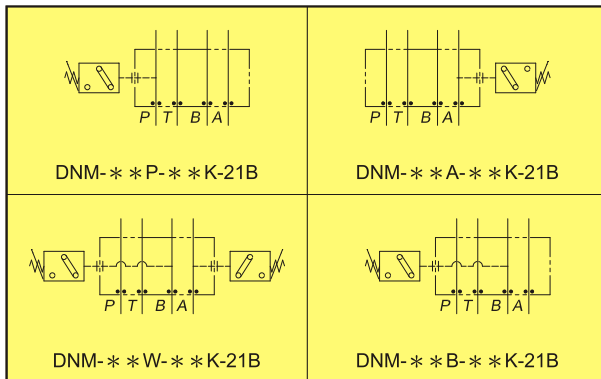 P T B A
P T B A
DNM-＊＊P-＊＊K-21B
DNM-＊＊A-＊＊K-21B
P T B A
P T B A
DNM-＊＊W-＊＊K-21B
DNM-＊＊B-＊＊K-21B